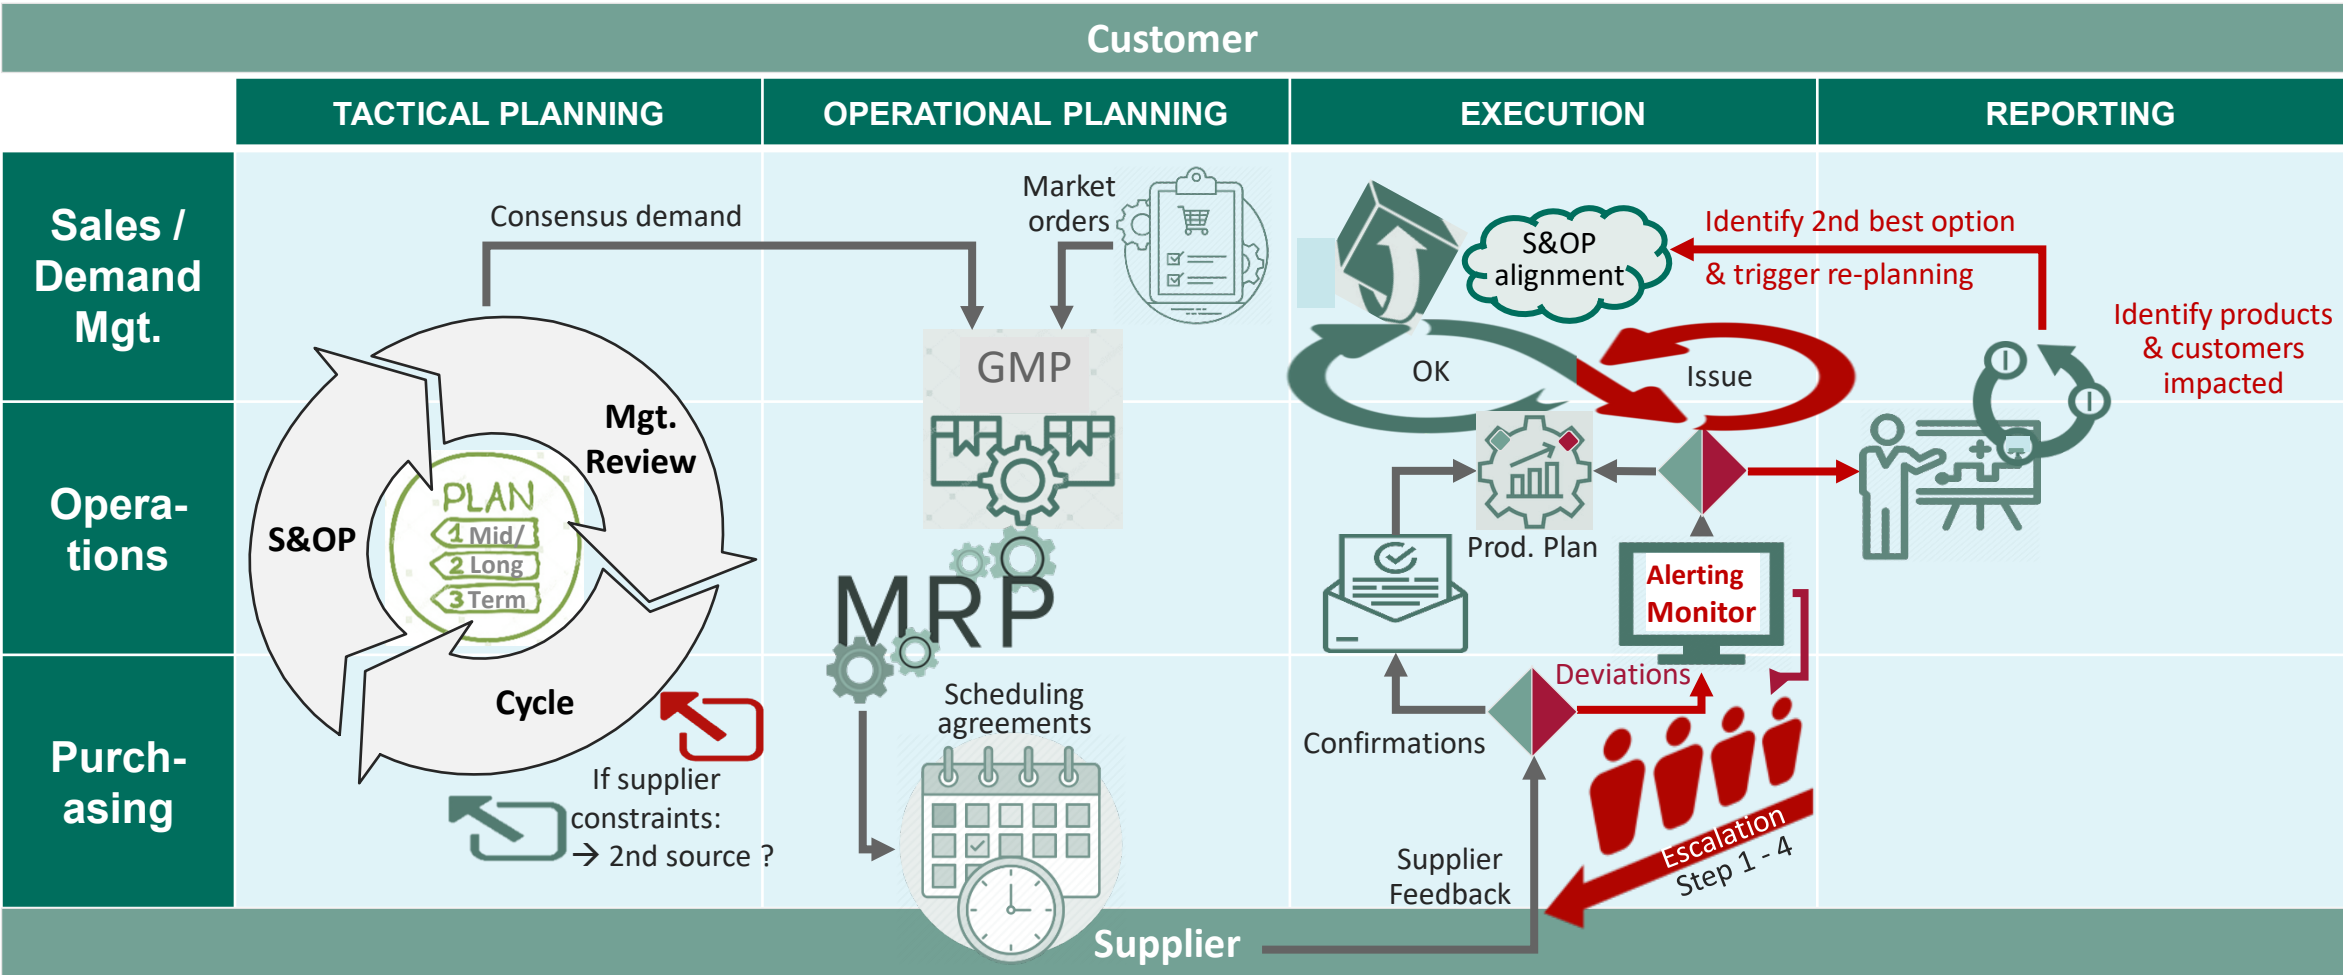 Customer
TACTICAL PLANNING
OPERATIONAL PLANNING
EXECUTION
REPORTING
Sales /
Demand
Mgt.
Opera-
tions
Purch-
asing
Consensus demand
Mgt.
Review
S&OP
Cycle
PLAN
1 Mid/
2 Long
3 Term
If supplier
constraints:
→ 2nd source ?
Market
orders
GMP
MRP
Scheduling
agreements
S&OP
alignment
OK
Issue
Prod. Plan
Alerting
Monitor
Deviations
Confirmations
Supplier
Feedback
Escalation
Step 1 - 4
Identify 2nd best option
& trigger re-planning
Identify products
& customers
impacted
Supplier